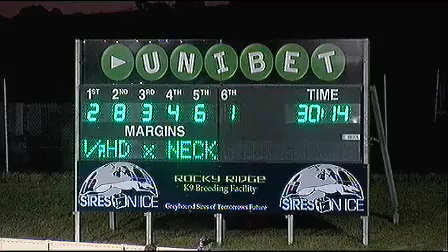 UNIBET
1ST 2ND 3RD 4TH 5TH 6TH TIME
2 8 3 4 6 1 30:14
MARGINS
1/2HD x NECK
ROCKY RIDGE
K9 Breeding Facility
SIRES ON ICE SIRES ON ICE
Greyhound Sires of Tomorrows Future